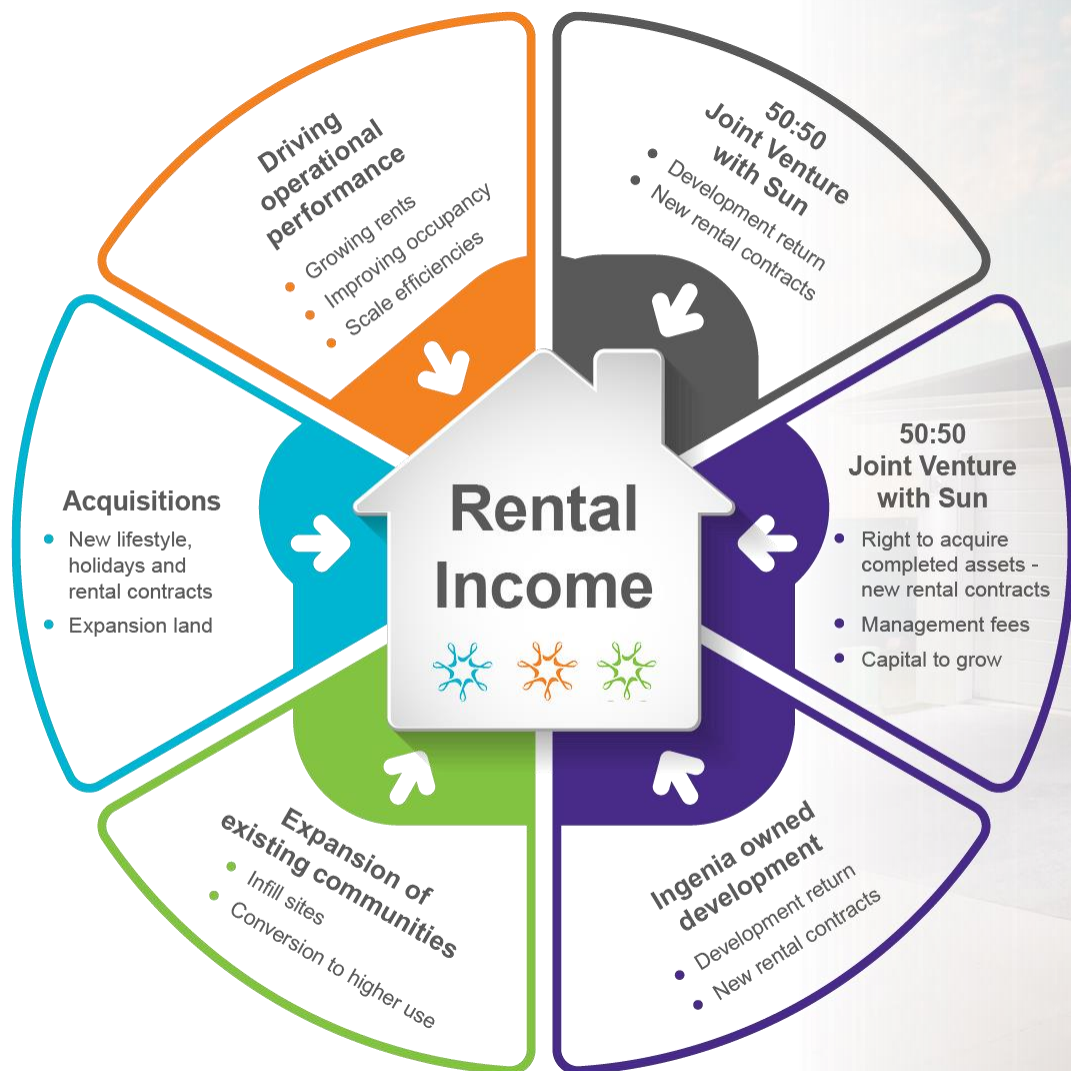 Driving
operational
performance
Growing rents
Improving occupancy
Scale efficiencies
50:50
Joint Venture
with Sun
Development return
New rental contracts
50:50
Joint Venture
with Sun
Right to acquire
completed assets -
new rental contracts
Management fees
Capital to grow
Ingenia owned
development
Development return
New rental contracts
Expansion of
existing communities
Infill sites
Conversion to higher use
Acquisitions
New lifestyle,
holidays and
rental contracts
Expansion land
Rental
Income